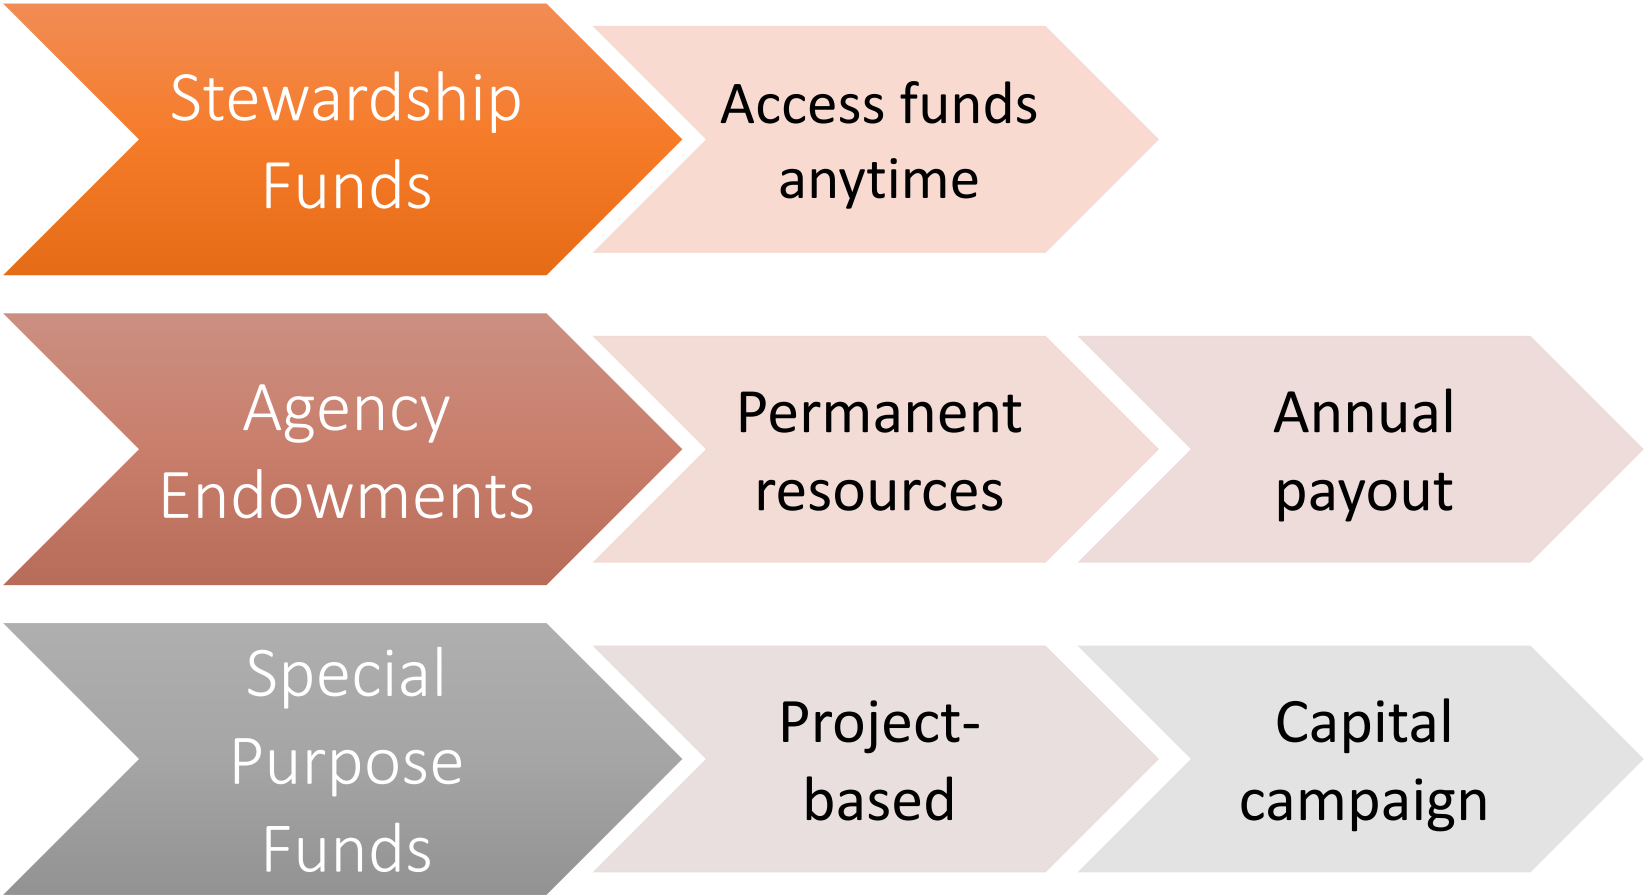 Stewardship
Funds
Access funds
anytime
Agency
Endowments
Permanent
resources
Annual
payout
Special
Purpose
Funds
Project-
based
Capital
campaign